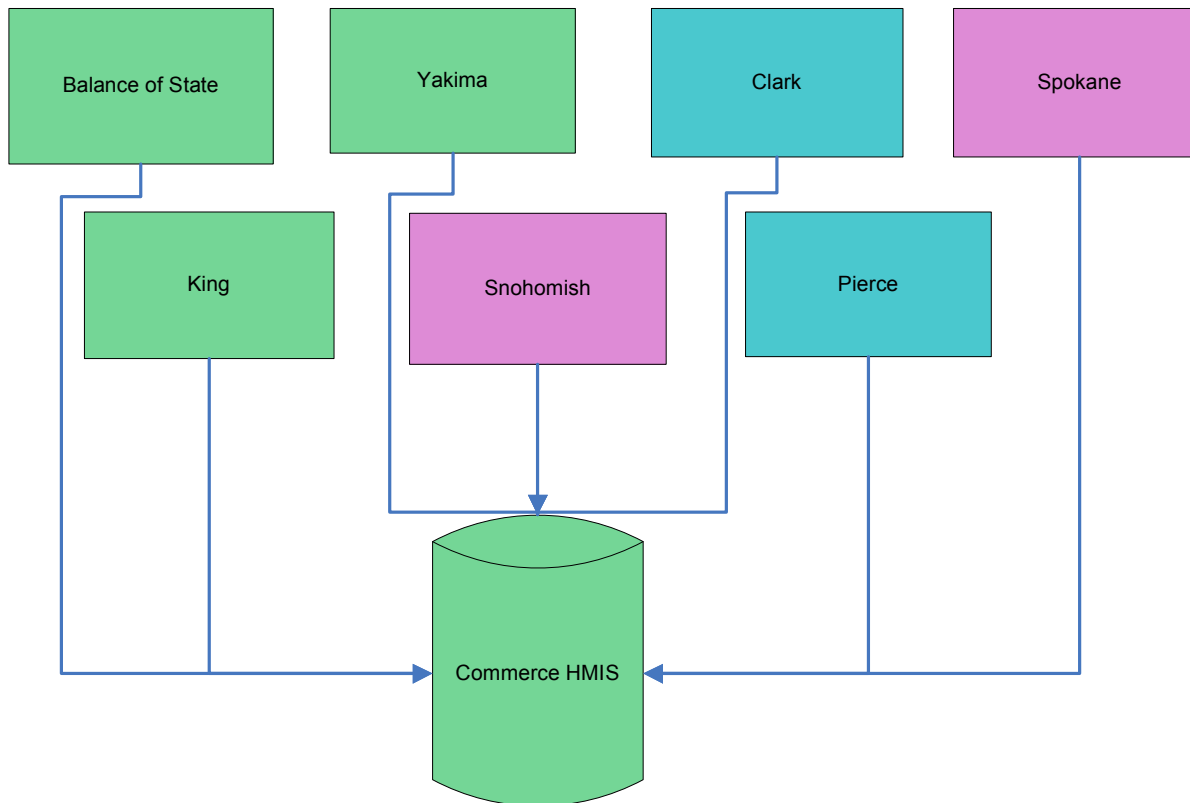 Balance of State
Yakima
Clark
Spokane
King
Snohomish
Pierce
Commerce HMIS